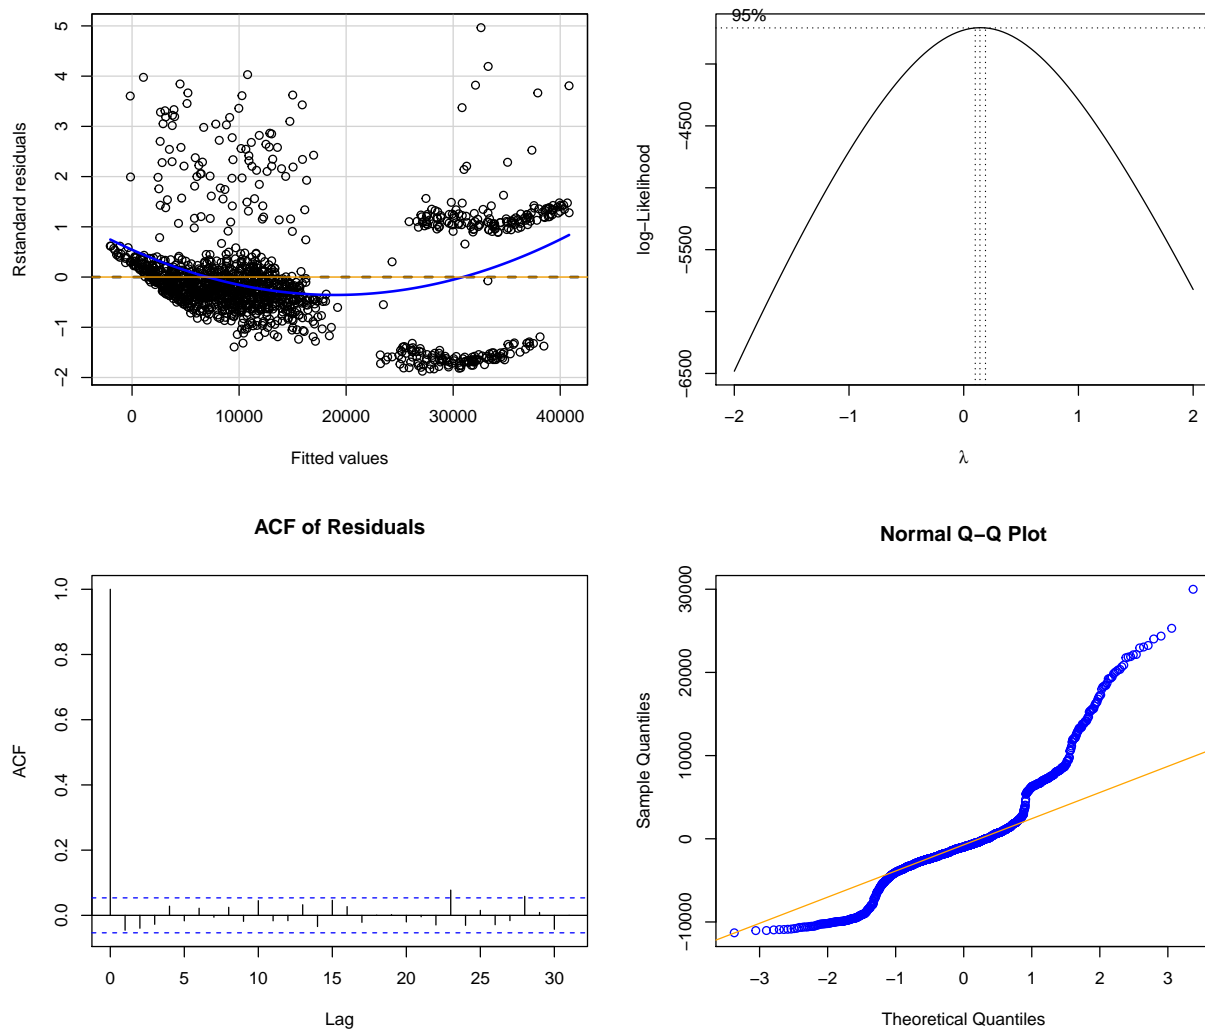 5
4
3
2
1
0
−1
−2
Rstandard residuals
0 10000 20000 30000 40000
Fitted values
95%
−4500
−5500
−6500
log−Likelihood
−2 −1 0 1 2
λ
ACF of Residuals
1.0
0.8
0.6
0.4
0.2
0.0
ACF
0 5 10 15 20 25 30
Lag
Normal Q−Q Plot
30000
20000
10000
0
−10000
Sample Quantiles
−3 −2 −1 0 1 2 3
Theoretical Quantiles